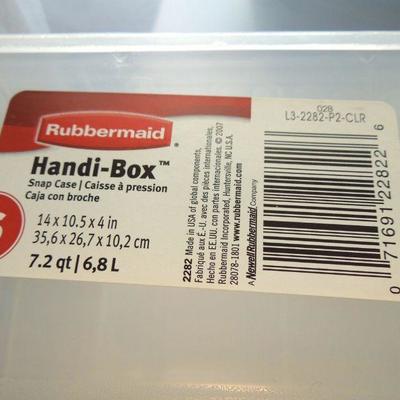 Rubbermaid
Handi-Box™
Snap Case | Caisse à pression
Caja con broche
14 x 10.5 x 4 in
35,6 x 26,7 x 10,2 cm
7.2 qt | 6,8 L
2282 Made in USA of global components,
Fabriqué aux É.-U. avec des pièces internationales,
Hecho en EE.UU. con partes internacionales. © 2007
Rubbermaid Incorporated, Huntersville, NC U.S.A.
28078-1801 www.rubbermaid.com
A NewellRubbermaid Company
028
L3-2282-P2-CLR
0 71691 22822 6